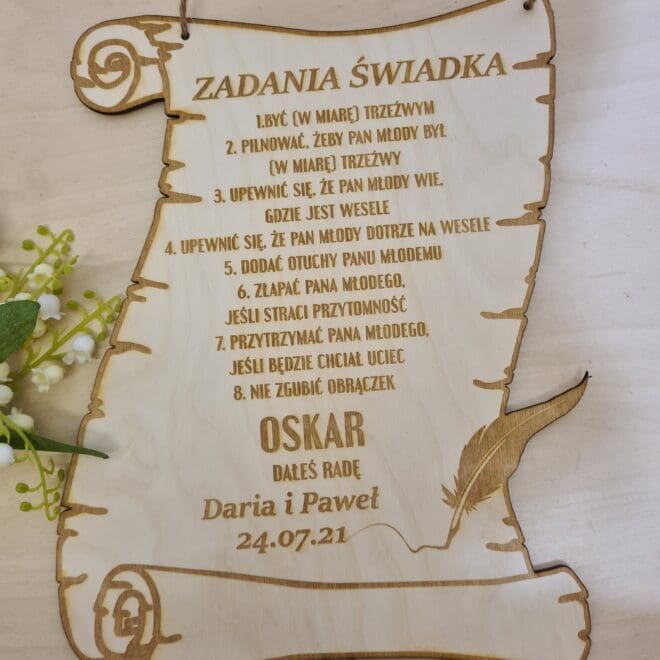 ZADANIA ŚWIADKA
1.BYĆ (W MIARĘ) TRZEŹWYM
2. PILNOWAĆ, ŻEBY PAN MŁODY BYŁ
(W MIARĘ) TRZEŹWY
3. UPEWNIĆ SIĘ, ŻE PAN MŁODY WIE,
GDZIE JEST WESELE
4. UPEWNIĆ SIĘ, ŻE PAN MŁODY DOTRZE NA WESELE
5. DODAĆ OTUCHY PANU MŁODEMU
6. ZŁAPAĆ PANA MŁODEGO,
JEŚLI STRACI PRZYTOMNOŚĆ
7. PRZYTRZYMAĆ PANA MŁODEGO,
JEŚLI BĘDZIE CHCIAŁ UCIEC
8. NIE ZGUBIĆ OBRĄCZEK
OSKAR
DAŁEŚ RADĘ
Daria i Paweł
24.07.21